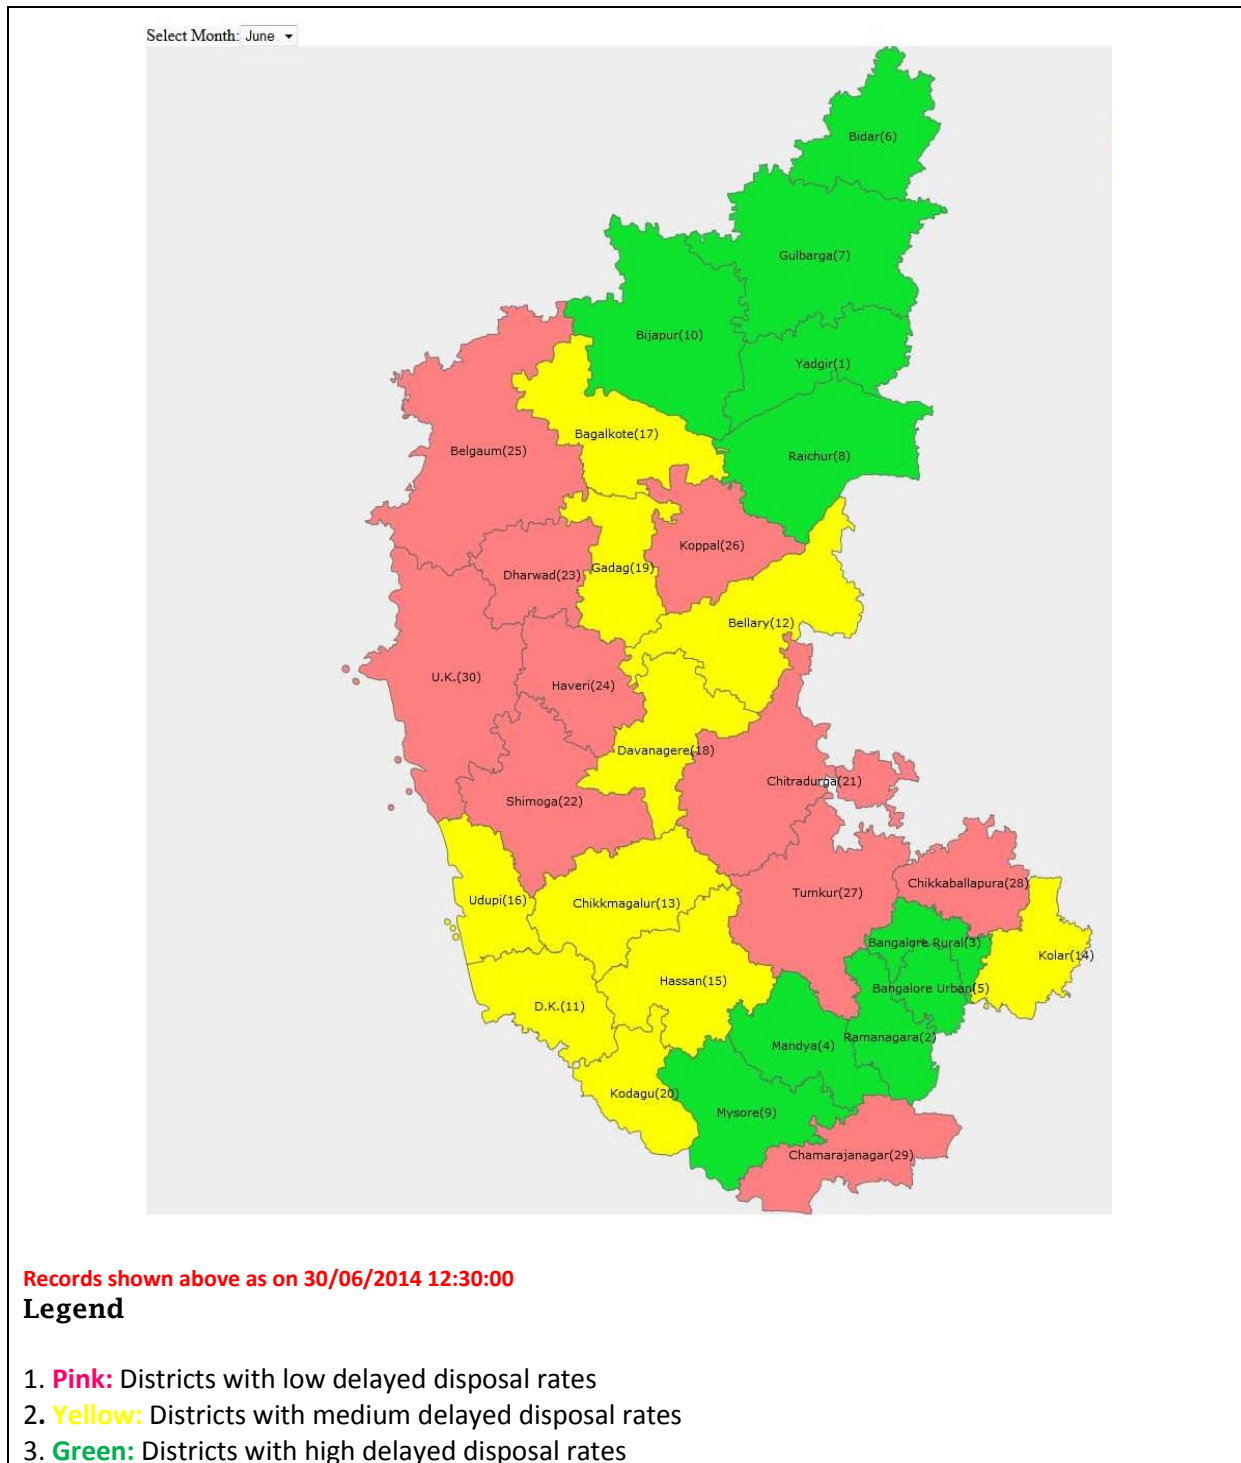 Select Month: June
Bidar(6)
Gulbarga(7)
Bijapur(10)
Yadgir(1)
Bagalkote(17)
Belgaum(25)
Raichur(8)
Koppal(26)
Gadag(19)
Dharwad(23)
Bellary(12)
U.K.(30)
Haveri(24)
Davanagere(18)
Chitradurga(21)
Shimoga(22)
Chikkaballapura(28)
Tumkur(27)
Udupi(16)
Chikkmagalur(13)
Bangalore Rural(3)
Kolar(14)
Hassan(15)
Bangalore Urban(5)
D.K.(11)
Ramanagara(2)
Mandya(4)
Kodagu(20)
Mysore(9)
Chamarajanagar(29)
Records shown above as on 30/06/2014 12:30:00
Legend
1. Pink: Districts with low delayed disposal rates
2. Yellow: Districts with medium delayed disposal rates
3. Green: Districts with high delayed disposal rates